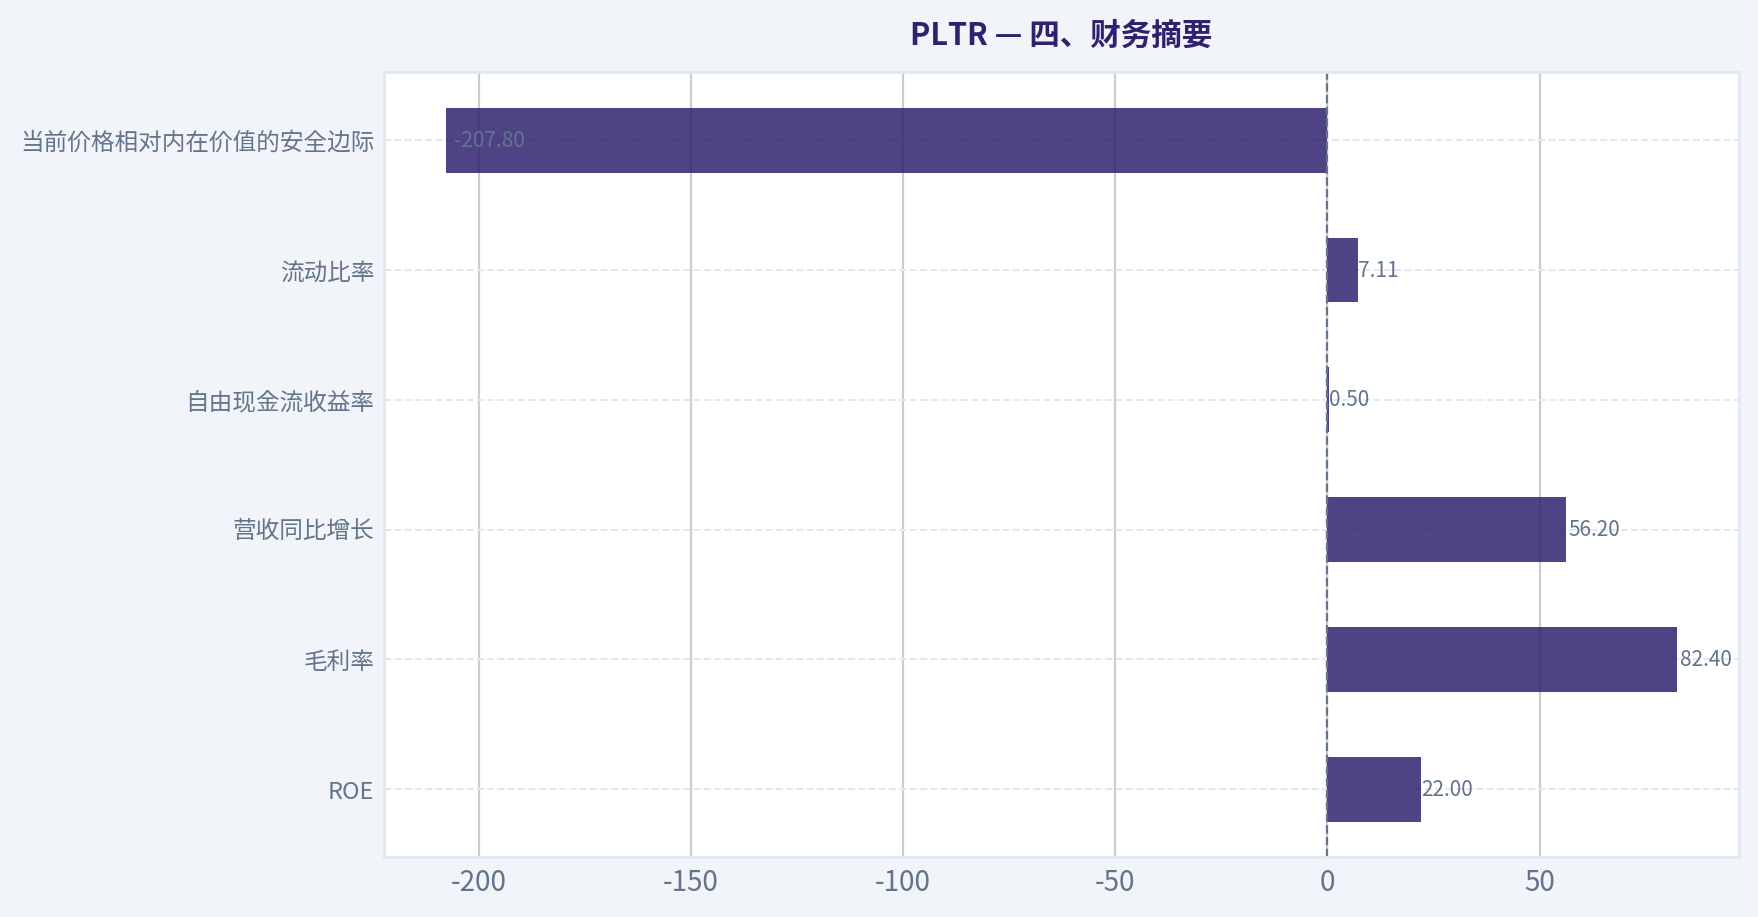 PLTR — 四、财务摘要
当前价格相对内在价值的安全边际
-207.80
流动比率
7.11
自由现金流收益率
0.50
营收同比增长
56.20
毛利率
82.40
ROE
22.00
-200
-150
-100
-50
0
50